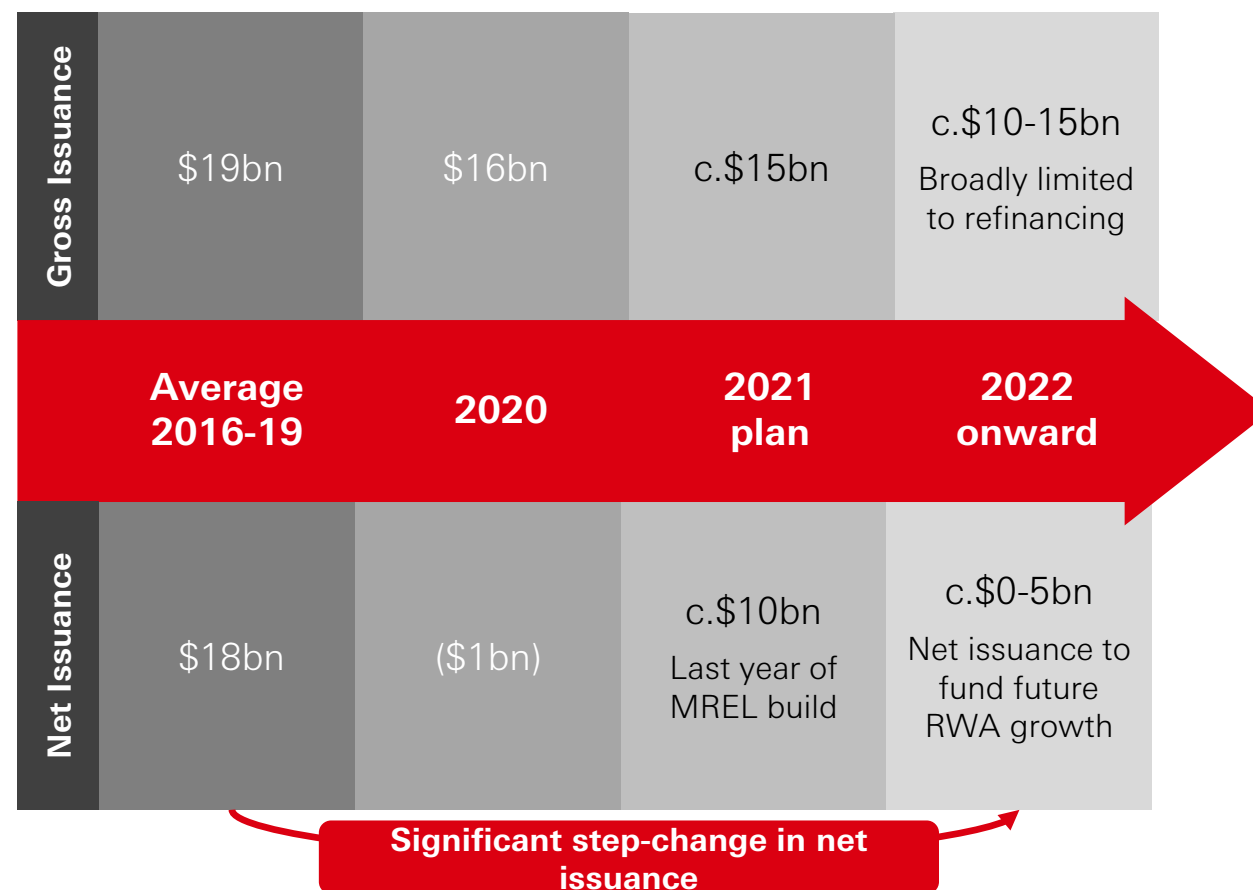 Gross Issuance
$19bn
$16bn
c.$15bn
c.$10-15bn
Broadly limited
to refinancing
Average
2016-19
2020
2021
plan
2022
onward
Net Issuance
$18bn
($1bn)
c.$10bn
Last year of
MREL build
c.$0-5bn
Net issuance to
fund future
RWA growth
Significant step-change in net
issuance